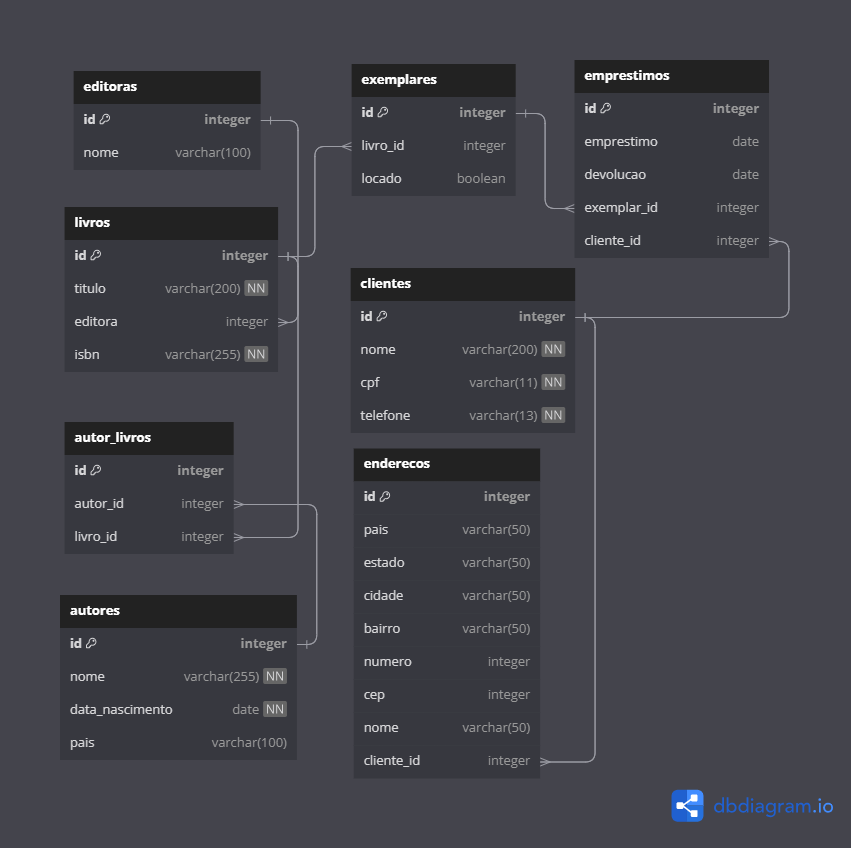 editoras
id integer
nome varchar(100)
livros
id integer
titulo varchar(200) NN
editora integer
isbn varchar(255) NN
autor_livros
id integer
autor_id integer
livro_id integer
autores
id integer
nome varchar(255) NN
data_nascimento date NN
pais varchar(100)
exemplares
id integer
livro_id integer
locado boolean
clientes
id integer
nome varchar(200) NN
cpf varchar(11) NN
telefone varchar(13) NN
enderecos
id integer
pais varchar(50)
estado varchar(50)
cidade varchar(50)
bairro varchar(50)
numero integer
cep integer
nome varchar(50)
cliente_id integer
emprestimos
id integer
emprestimo date
devolucao date
exemplar_id integer
cliente_id integer
dbdiagram.io